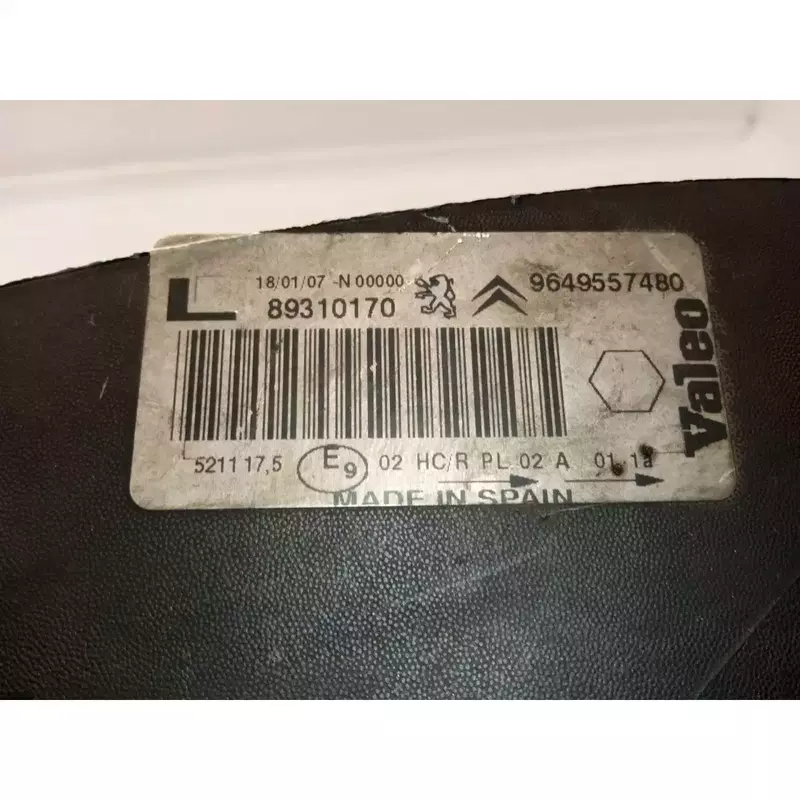 L 18/01/07 -N 00000 9649557480
89310170
Valeo
5211 17,5 E9 02 HC/R PL 02 A 01 1a
MADE IN SPAIN